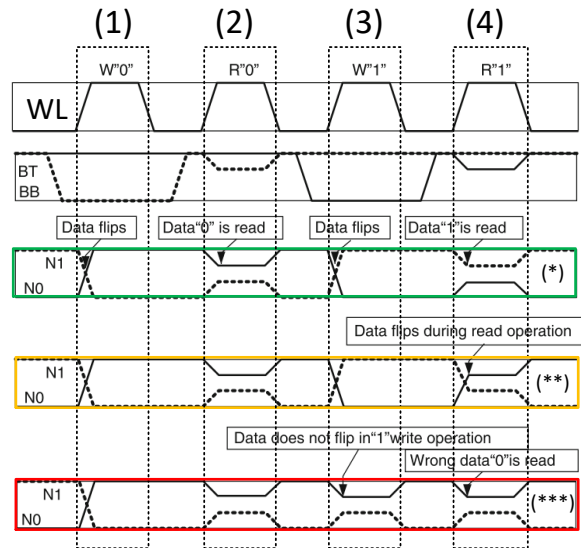 (1) (2) (3) (4)
W"0" R"0" W"1" R"1"
WL
BT
BB
Data flips Data"0" is read Data flips Data"1"is read
N1 (*)
N0
Data flips during read operation
N1 (**)
N0
Data does not flip in"1"write operation
Wrong data"0"is read
N1 (***)
N0